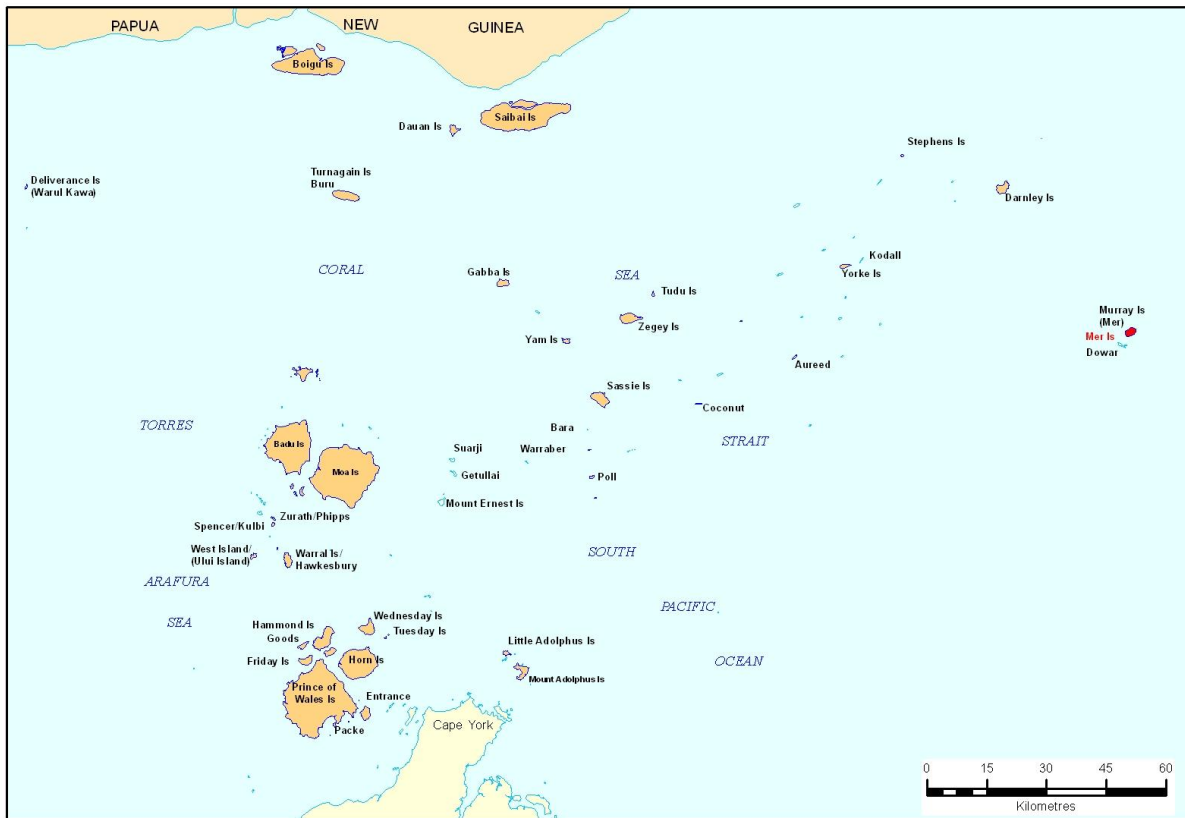 PAPUA NEW GUINEA
Boigu Is
Saibai Is
Dauan Is
Stephens Is
Deliverance Is
(Warul Kawa)
Turnagain Is
Buru
Darnley Is
CORAL SEA
Gabba Is
Kodall
Yorke Is
Tudu Is
Zegey Is
Murray Is
(Mer)
Mer Is
Dowar
Yam Is
Aureed
Sassie Is
Coconut
TORRES STRAIT
Bara
Badu Is
Moa Is
Suarji
Warraber
Getullai
Poll
Mount Ernest Is
Zurath/Phipps
Spencer/Kulbi
West Island/
(Ului Island)
Warral Is/
Hawkesbury
SOUTH
PACIFIC
OCEAN
ARAFURA
SEA
Hammond Is
Goods
Friday Is
Wednesday Is
Tuesday Is
Horn Is
Little Adolphus Is
Mount Adolphus Is
Prince of
Wales Is
Entrance
Packe
Cape York
0 15 30 45 60
Kilometres